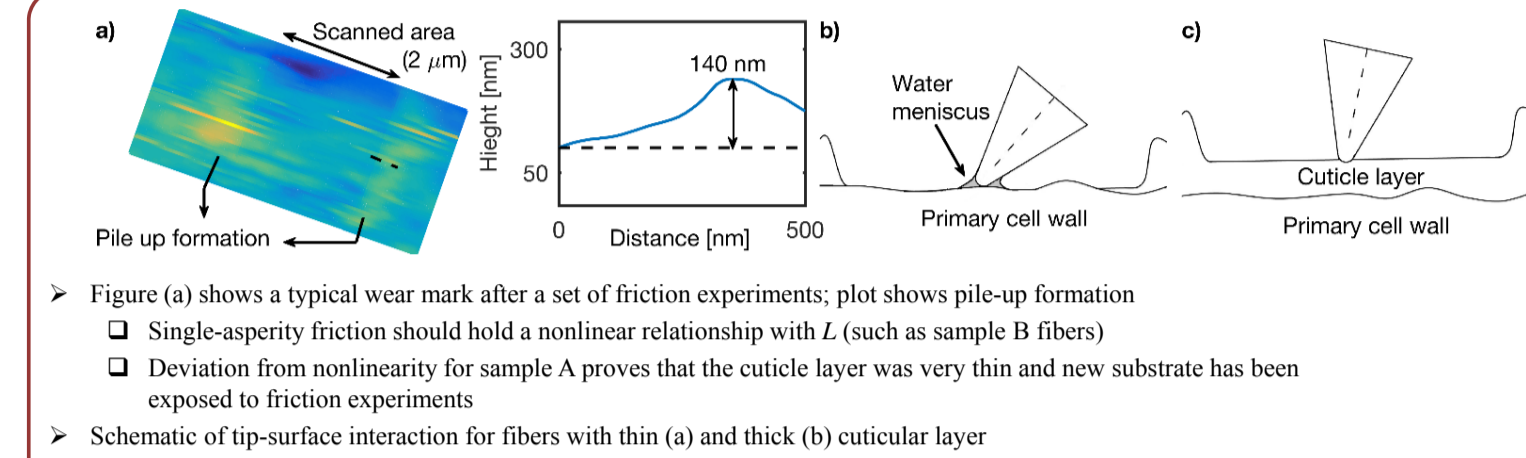 a)
Scanned area
(2 μm)
Pile up formation
Hieght [nm]
300
50
140 nm
0
Distance [nm]
500
b)
Water
meniscus
Primary cell wall
c)
Cuticle layer
Primary cell wall
➢ Figure (a) shows a typical wear mark after a set of friction experiments; plot shows pile-up formation
❑ Single-asperity friction should hold a nonlinear relationship with L (such as sample B fibers)
❑ Deviation from nonlinearity for sample A proves that the cuticle layer was very thin and new substrate has been
exposed to friction experiments
➢ Schematic of tip-surface interaction for fibers with thin (a) and thick (b) cuticular layer